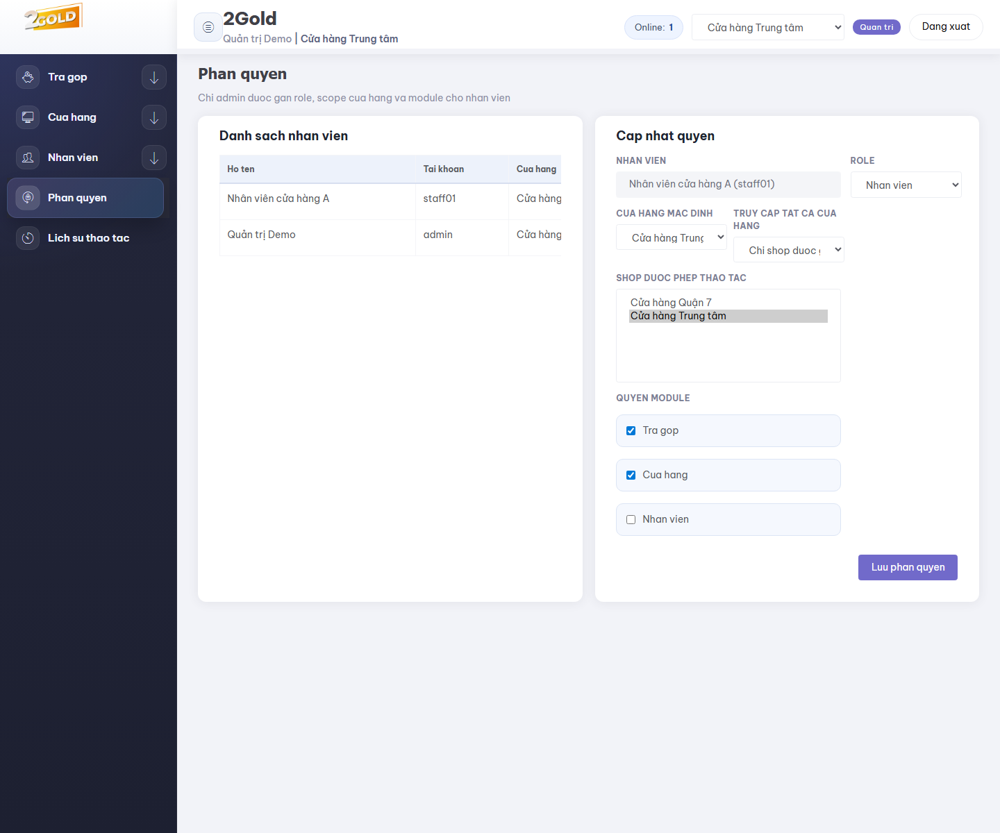 2GOLD
2Gold
Quản trị Demo | Cửa hàng Trung tâm
Online: 1
Cửa hàng Trung tâm
Quan tri
Dang xuat
Tra gop
Cua hang
Nhan vien
Phan quyen
Lich su thao tac
Phan quyen
Chi admin duoc gan role, scope cua hang va module cho nhan vien
Danh sach nhan vien
Ho ten Tai khoan Cua hang
Nhân viên cửa hàng A staff01 Cửa hàng
Quản trị Demo admin Cửa hàng
Cap nhat quyen
NHAN VIEN
Nhân viên cửa hàng A (staff01)
ROLE
Nhan vien
CUA HANG MAC DINH
Cửa hàng Trung
TRUY CAP TAT CA CUA
HANG
Chi shop duoc
SHOP DUOC PHEP THAO TAC
Cửa hàng Quận 7
Cửa hàng Trung tâm
QUYEN MODULE
Tra gop
Cua hang
Nhan vien
Luu phan quyen